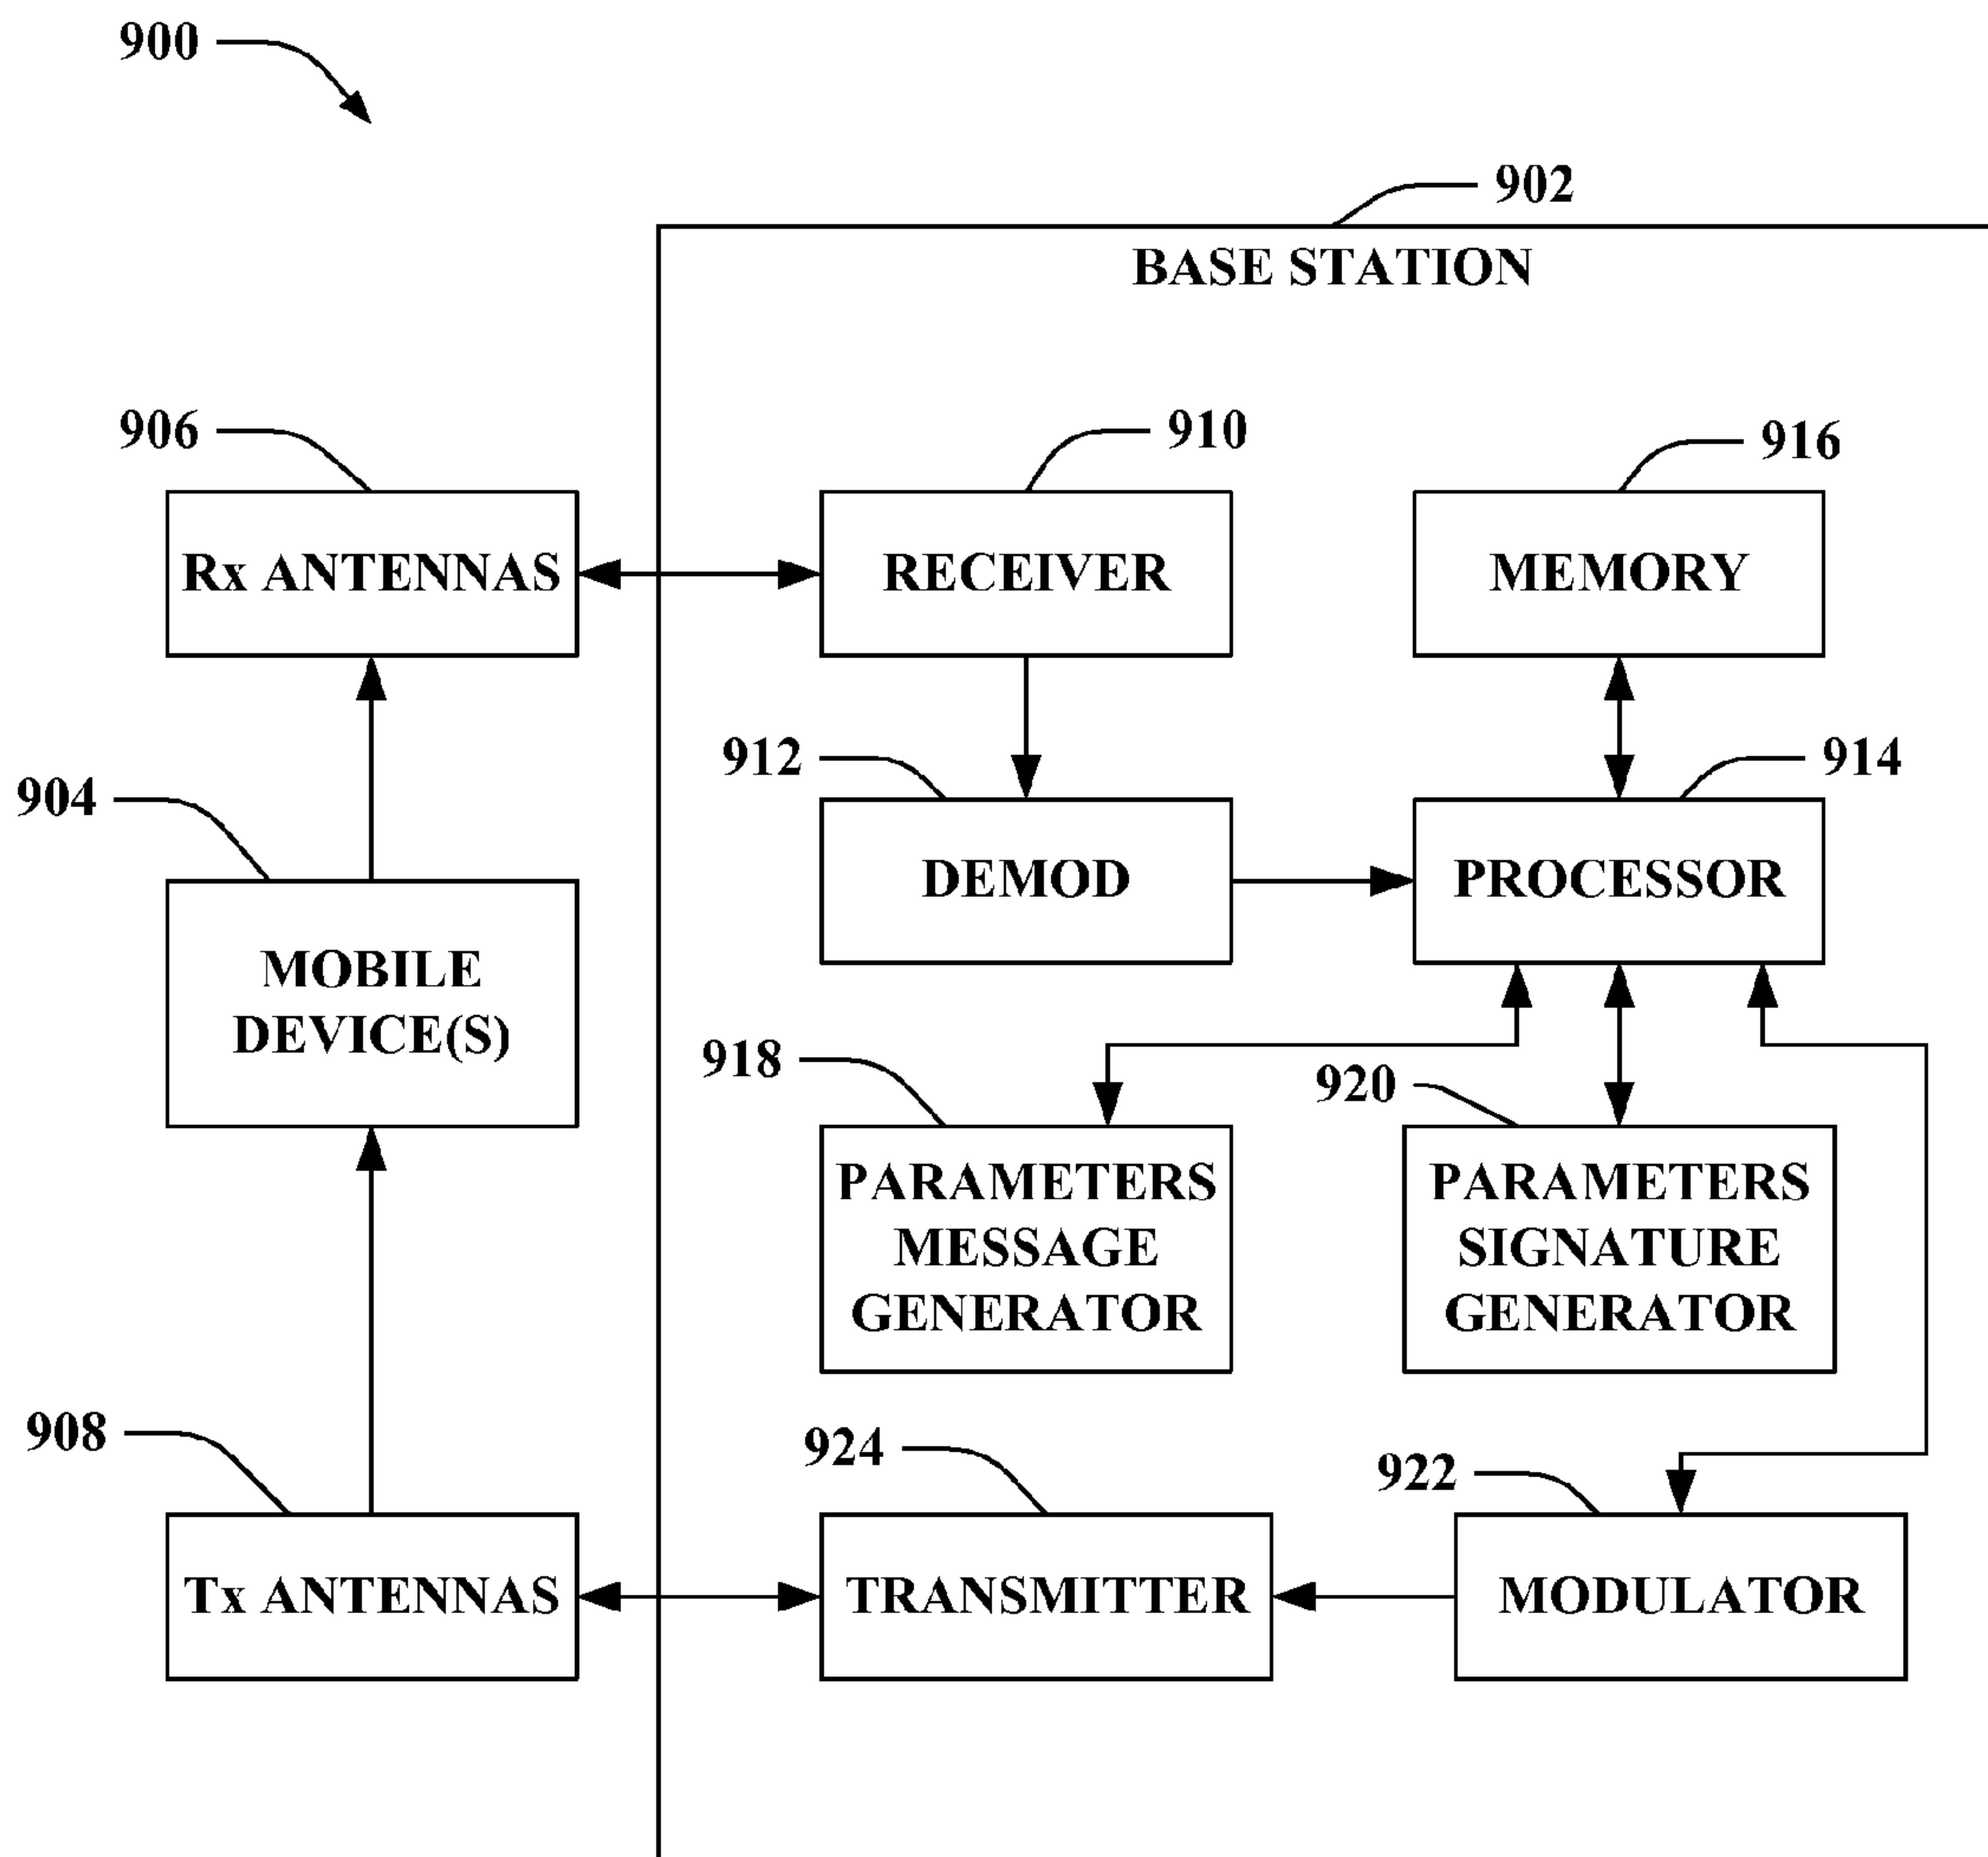 900
902
BASE STATION
906
910
916
Rx ANTENNAS
RECEIVER
MEMORY
912
914
904
DEMOD
PROCESSOR
MOBILE
DEVICE(S)
918
920
PARAMETERS
MESSAGE
GENERATOR
PARAMETERS
SIGNATURE
GENERATOR
908
924
922
Tx ANTENNAS
TRANSMITTER
MODULATOR